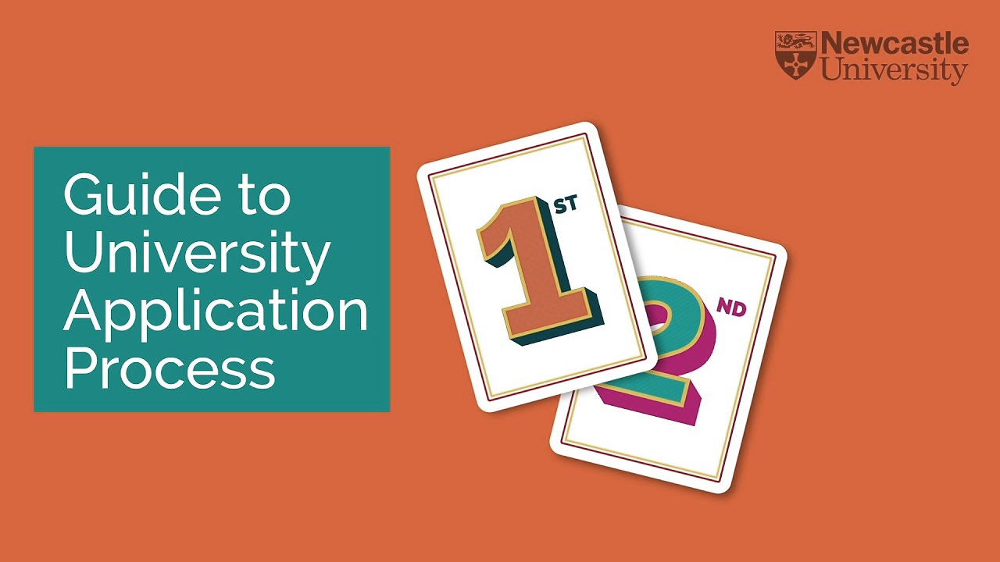 Newcastle
University
Guide to
University
Application
Process
1ST
2ND